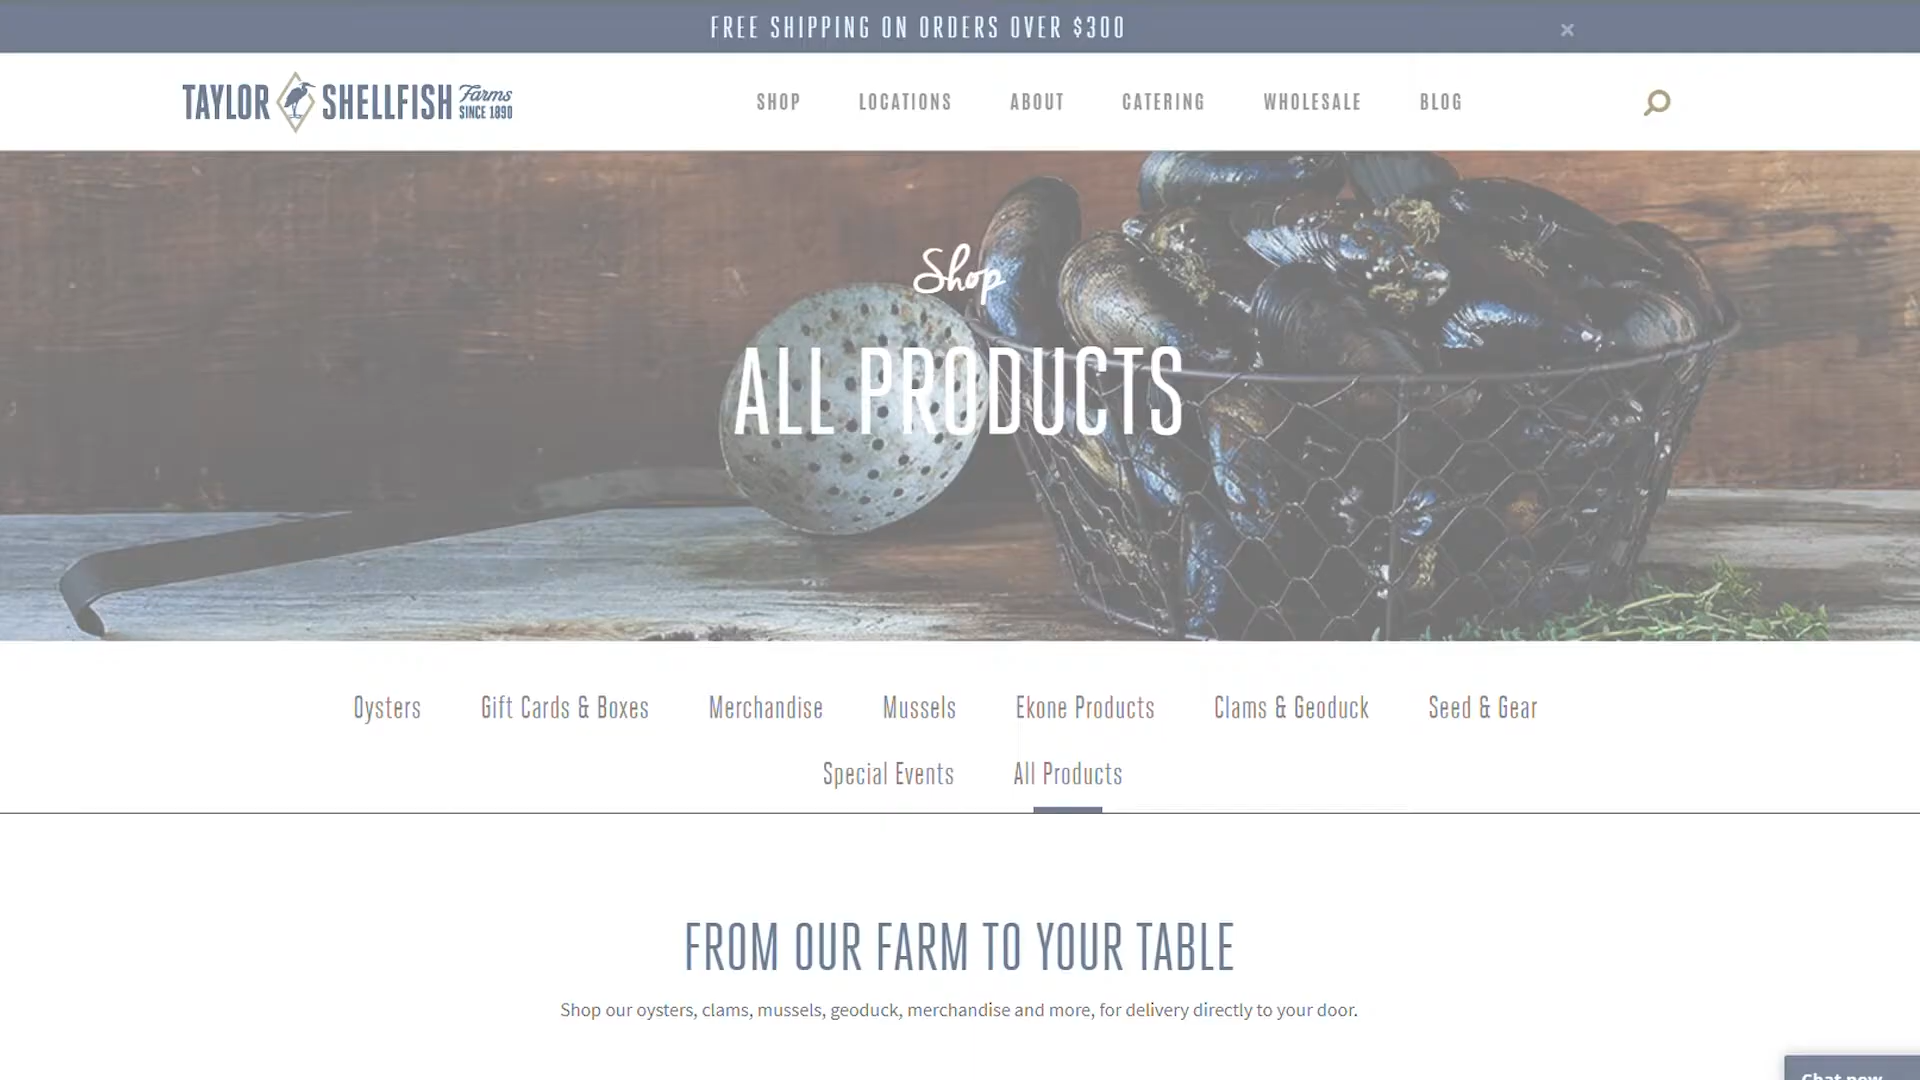 FREE SHIPPING ON ORDERS OVER $300
×
TAYLOR SHELLFISH Farms SINCE 1890
SHOP LOCATIONS ABOUT CATERING WHOLESALE BLOG
Shop
ALL PRODUCTS
Oysters Gift Cards & Boxes Merchandise Mussels Ekone Products Clams & Geoduck Seed & Gear
Special Events All Products
FROM OUR FARM TO YOUR TABLE
Shop our oysters, clams, mussels, geoduck, merchandise and more, for delivery directly to your door.
Chat now